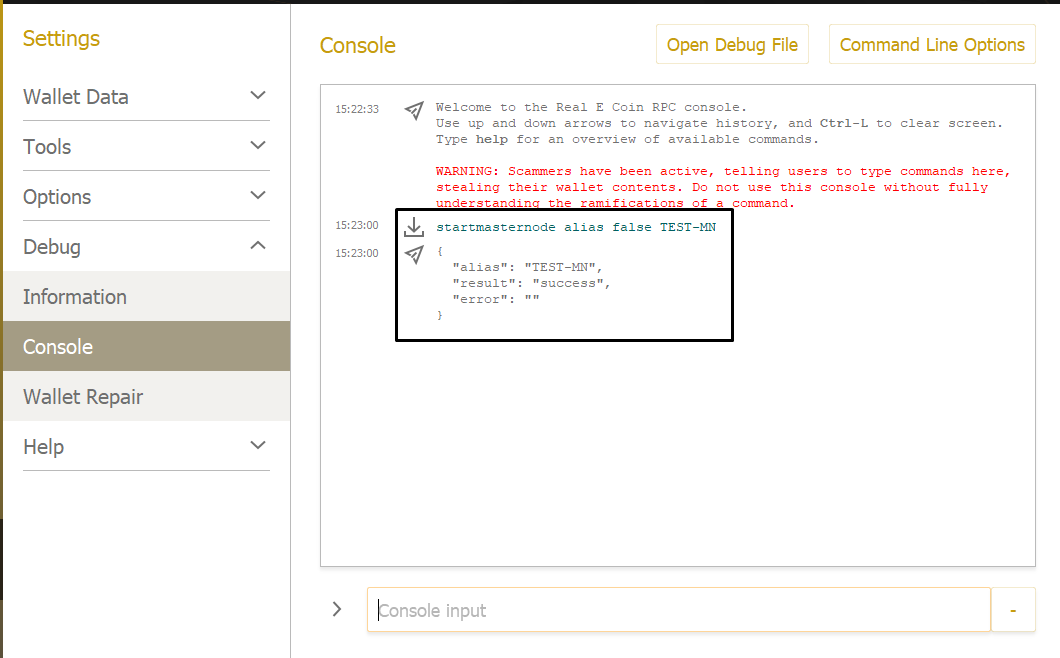 Settings
Wallet Data
Tools
Options
Debug
Information
Console
Wallet Repair
Help
Console
Open Debug File
Command Line Options
15:22:33
Welcome to the Real E Coin RPC console.
Use up and down arrows to navigate history, and Ctrl-L to clear screen.
Type help for an overview of available commands.
WARNING: Scammers have been active, telling users to type commands here,
stealing their wallet contents. Do not use this console without fully
understanding the ramifications of a command.
15:23:00
startmasternode alias false TEST-MN
15:23:00
{
"alias": "TEST-MN",
"result": "success",
"error": ""
}
Console input
-